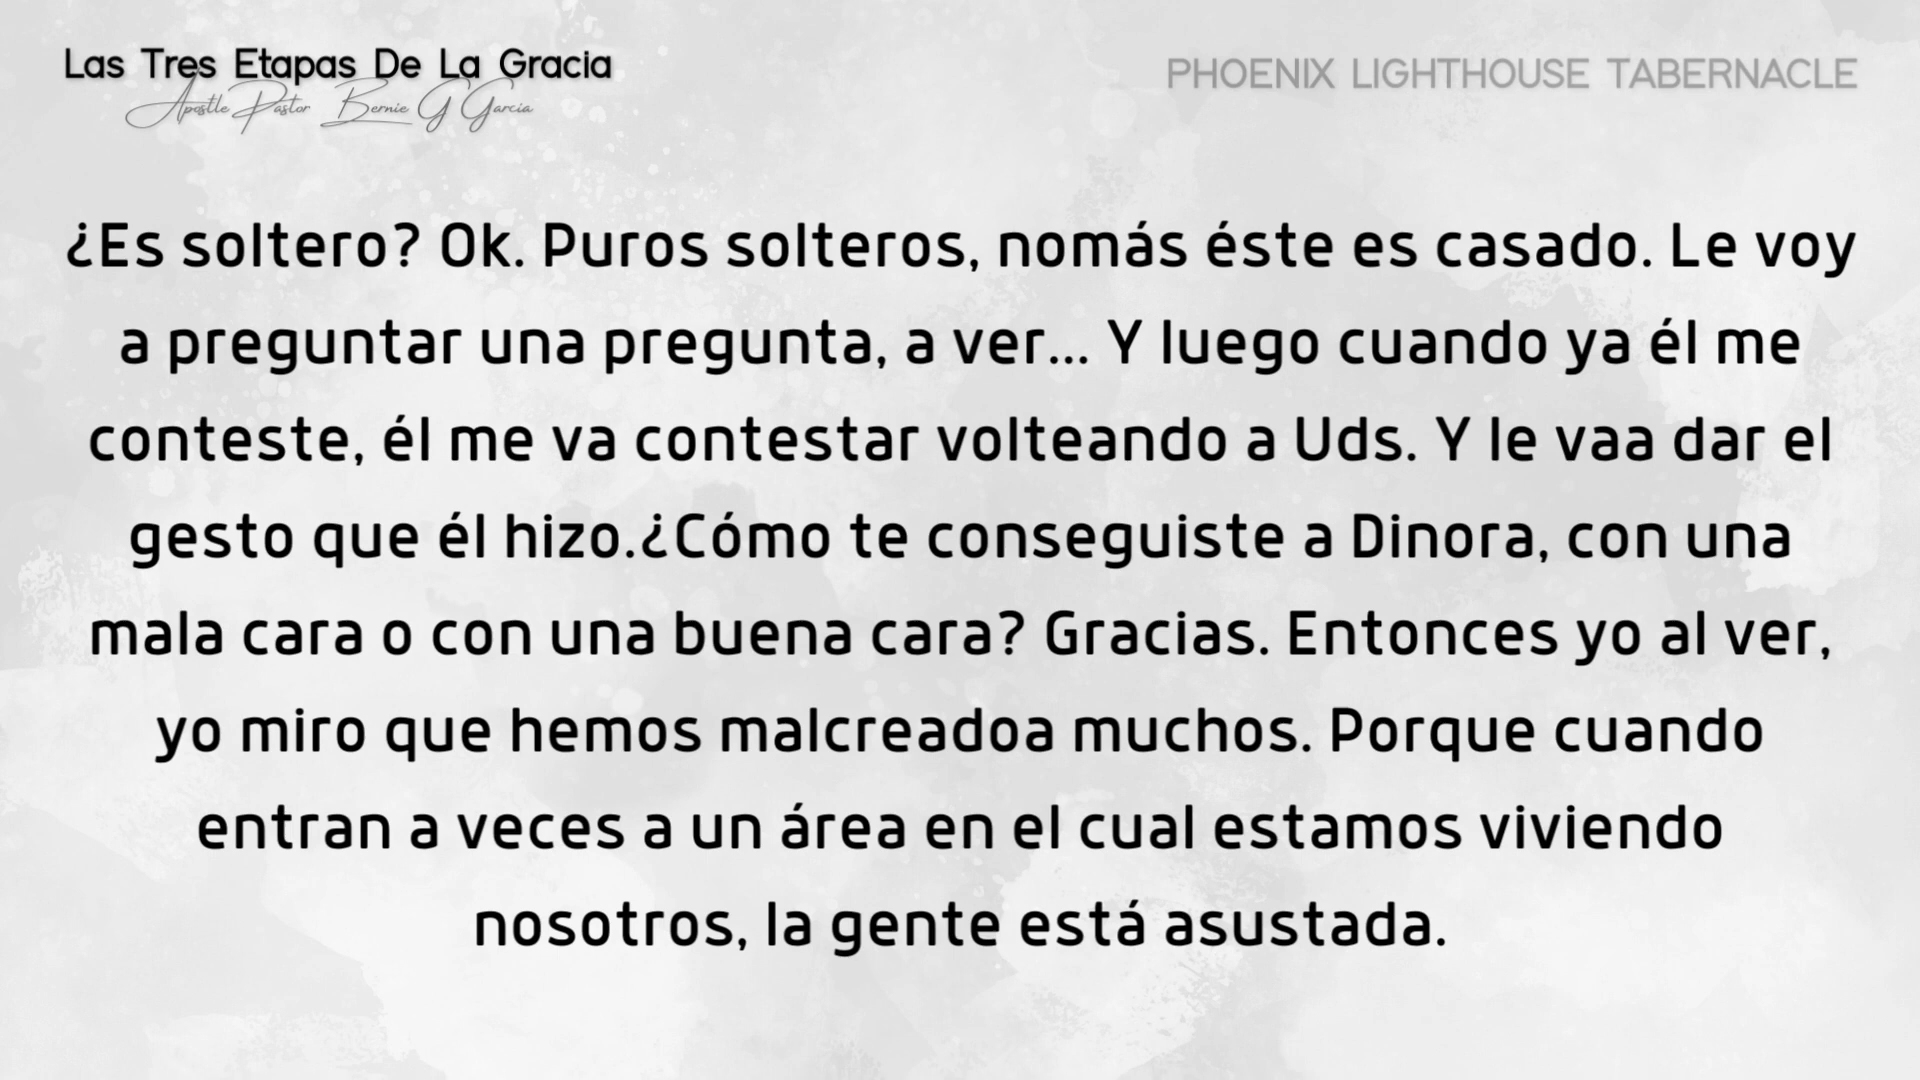 Las Tres Etapas De La Gracia
Apostle Pastor Bernie G Garcia
PHOENIX LIGHTHOUSE TABERNACLE
¿Es soltero? Ok. Puros solteros, nomás éste es casado. Le voy
a preguntar una pregunta, a ver... Y luego cuando ya él me
conteste, él me va contestar volteando a Uds. Y le vaa dar el
gesto que él hizo.¿Cómo te conseguiste a Dinora, con una
mala cara o con una buena cara? Gracias. Entonces yo al ver,
yo miro que hemos malcreadoa muchos. Porque cuando
entran a veces a un área en el cual estamos viviendo
nosotros, la gente está asustada.